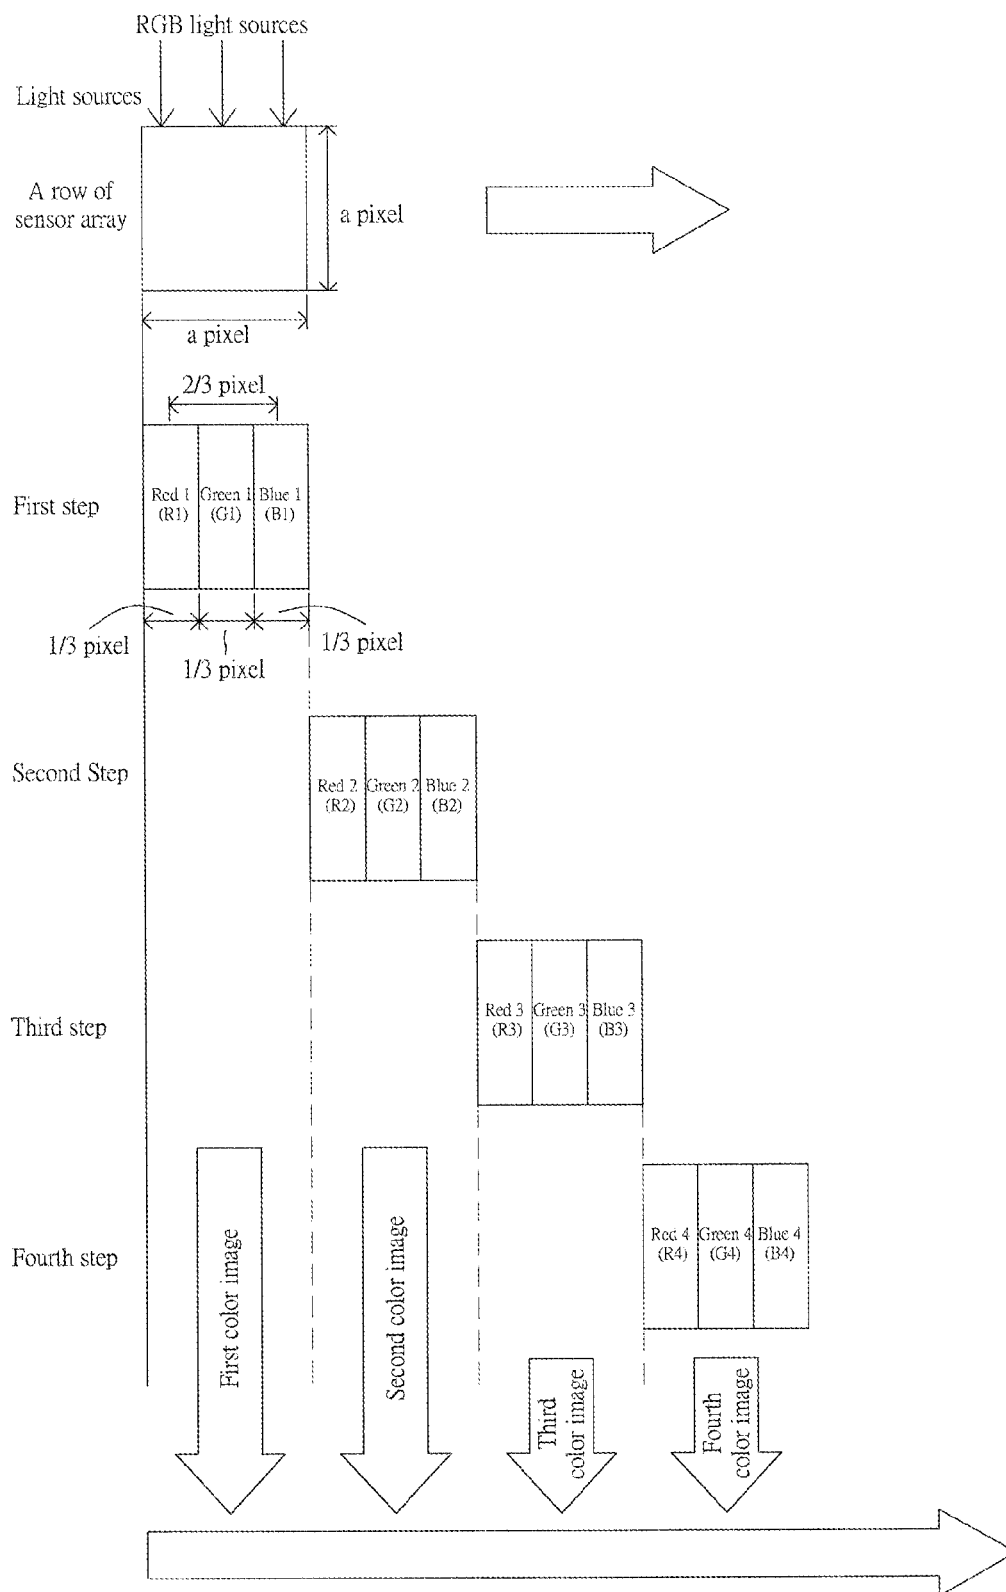 RGB light sources
Light sources
A row of
sensor array
a pixel
a pixel
2/3 pixel
First step
Red 1
(R1)
Green 1
(G1)
Blue 1
(B1)
1/3 pixel
1/3 pixel
1/3 pixel
Second Step
Red 2
(R2)
Green 2
(G2)
Blue 2
(B2)
Third step
Red 3
(R3)
Green 3
(G3)
Blue 3
(B3)
Fourth step
Red 4
(R4)
Green 4
(G4)
Blue 4
(B4)
First color image
Second color image
Third
color image
Fourth
color image